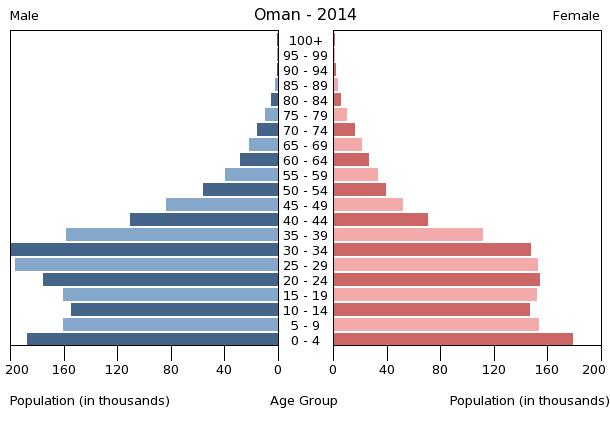 Male Oman - 2014 Female
100+
95 - 99
90 - 94
85 - 89
80 - 84
75 - 79
70 - 74
65 - 69
60 - 64
55 - 59
50 - 54
45 - 49
40 - 44
35 - 39
30 - 34
25 - 29
20 - 24
15 - 19
10 - 14
5 - 9
0 - 4
200 160 120 80 40 0 0 40 80 120 160 200
Population (in thousands) Age Group Population (in thousands)